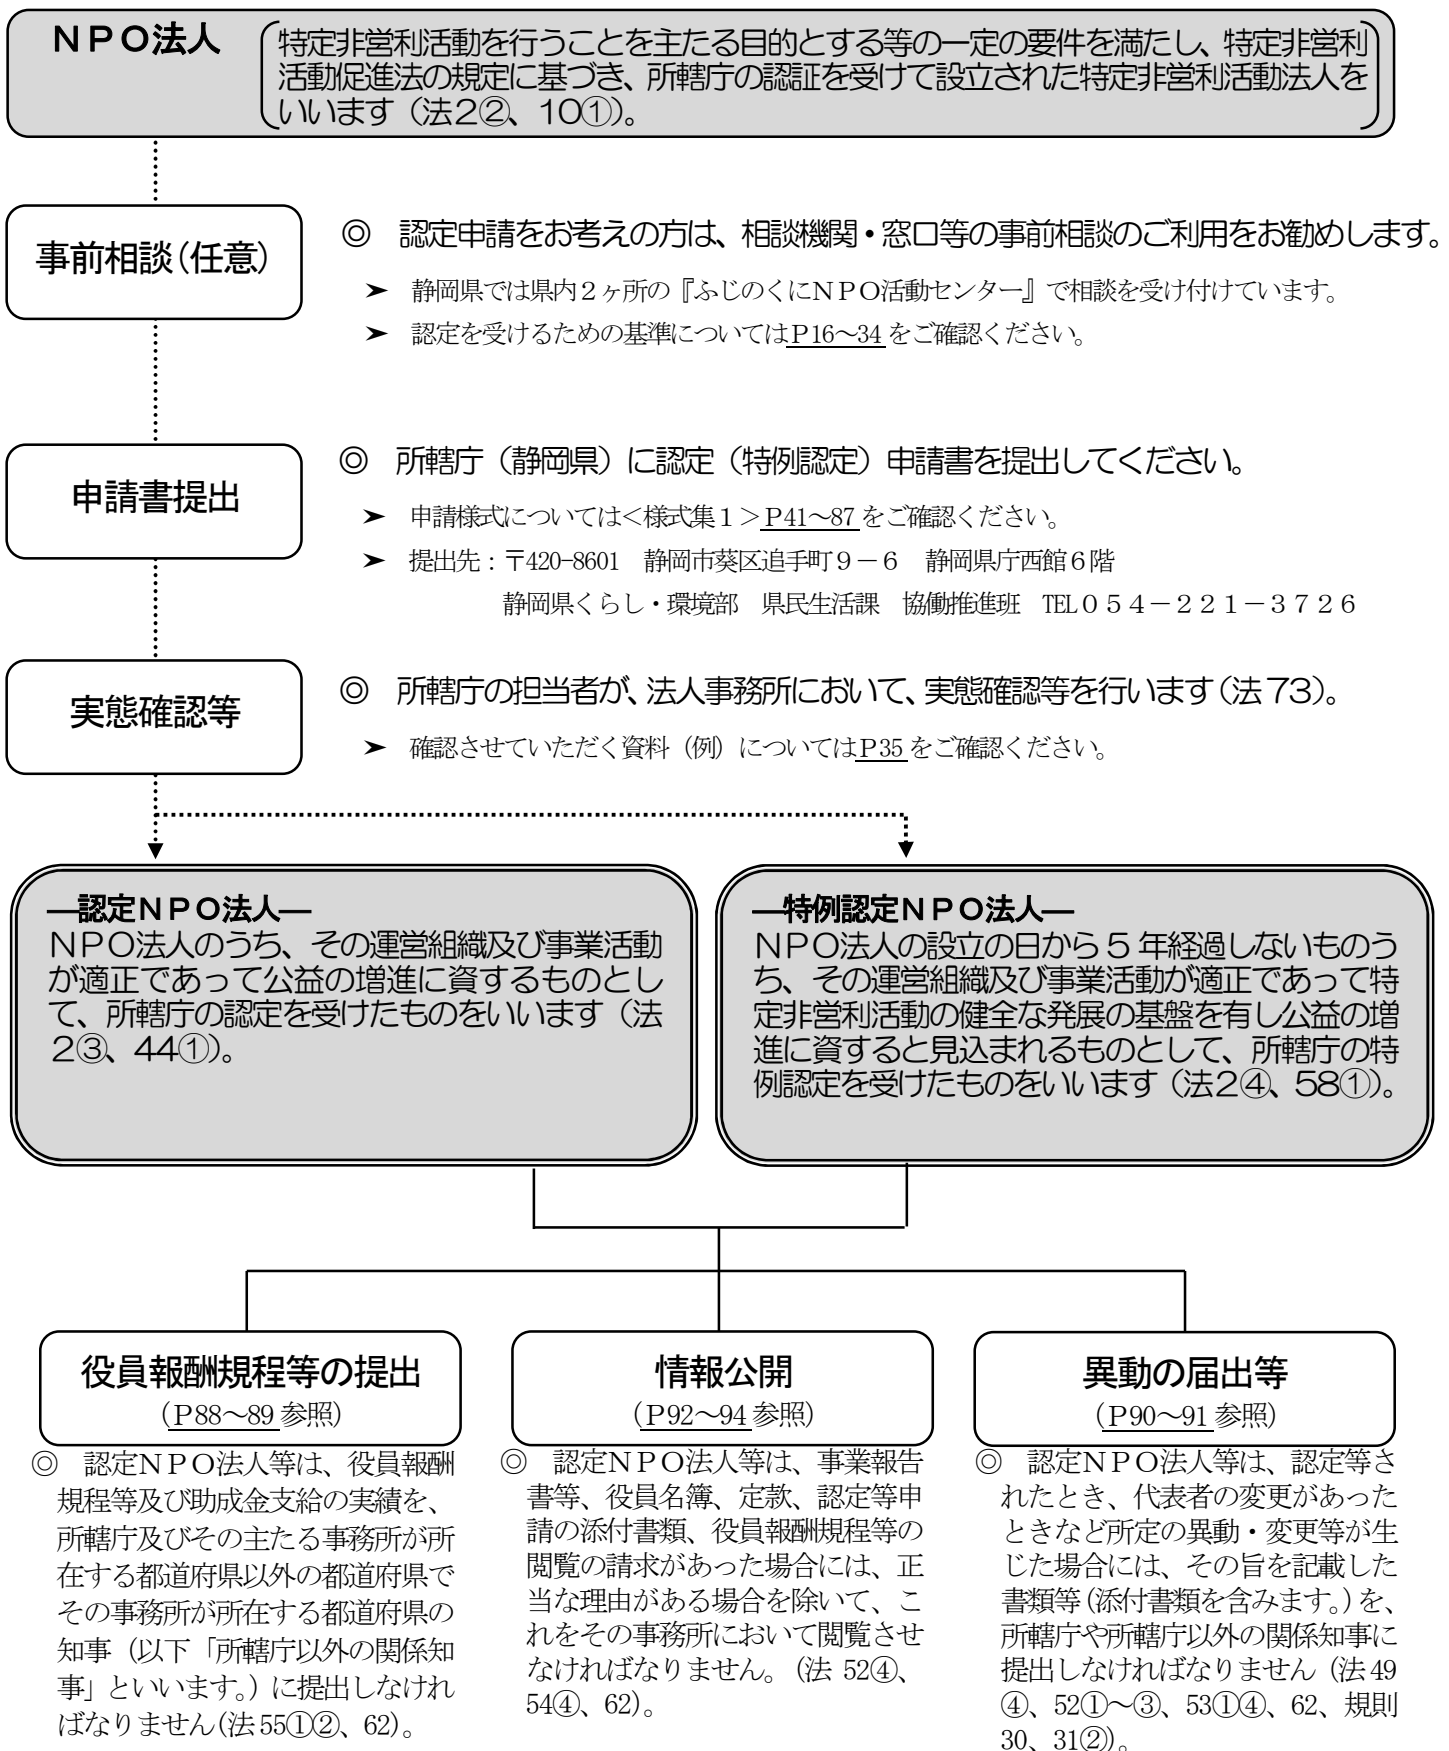 ＮＰＯ法人
特定非営利活動を行うことを主たる目的とする等の一定の要件を満たし、特定非営利
活動促進法の規定に基づき、所轄庁の認証を受けて設立された特定非営利活動法人を
いいます（法２②、１０①）。
事前相談（任意）
◎　認定申請をお考えの方は、相談機関・窓口等の事前相談のご利用をお勧めします。
➤　静岡県では県内２ヶ所の『ふじのくにＮＰＯ活動センター』で相談を受け付けています。
➤　認定を受けるための基準についてはＰ16～34 をご確認ください。
申請書提出
◎　所轄庁（静岡県）に認定（特例認定）申請書を提出してください。
➤　申請様式については＜様式集１＞Ｐ41～87 をご確認ください。
➤　提出先：〒420-8601　静岡市葵区追手町９－６　静岡県庁西館６階
静岡県くらし・環境部　県民生活課　協働推進班　TEL０５４－２２１－３７２６
実態確認等
◎　所轄庁の担当者が、法人事務所において、実態確認等を行います（法 73）。
➤　確認させていただく資料（例）についてはＰ35 をご確認ください。
―認定ＮＰＯ法人―
ＮＰＯ法人のうち、その運営組織及び事業活動
が適正であって公益の増進に資するものとし
て、所轄庁の認定を受けたものをいいます（法
２③、44①）。
―特例認定ＮＰＯ法人―
ＮＰＯ法人の設立の日から 5 年経過しないものう
ち、その運営組織及び事業活動が適正であって特
定非営利活動の健全な発展の基盤を有し公益の増
進に資すると見込まれるものとして、所轄庁の特
例認定を受けたものをいいます（法２④、58①）。
役員報酬規程等の提出
（Ｐ88～89 参照）
◎　認定ＮＰＯ法人等は、役員報酬
規程等及び助成金支給の実績を、
所轄庁及びその主たる事務所が所
在する都道府県以外の都道府県で
その事務所が所在する都道府県の
知事（以下「所轄庁以外の関係知
事」といいます。）に提出しなけれ
ばなりません（法 55①②、62）。
情報公開
（Ｐ92～94 参照）
◎　認定ＮＰＯ法人等は、事業報告
書等、役員名簿、定款、認定等申
請の添付書類、役員報酬規程等の
閲覧の請求があった場合には、正
当な理由がある場合を除いて、こ
れをその事務所において閲覧させ
なければなりません。（法 52④、
54④、62）。
異動の届出等
（Ｐ90～91 参照）
◎　認定ＮＰＯ法人等は、認定等さ
れたとき、代表者の変更があった
ときなど所定の異動・変更等が生
じた場合には、その旨を記載した
書類等（添付書類を含みます。）を、
所轄庁や所轄庁以外の関係知事に
提出しなければなりません（法 49
④、52①～③、53①④、62、規則
30、31②）。